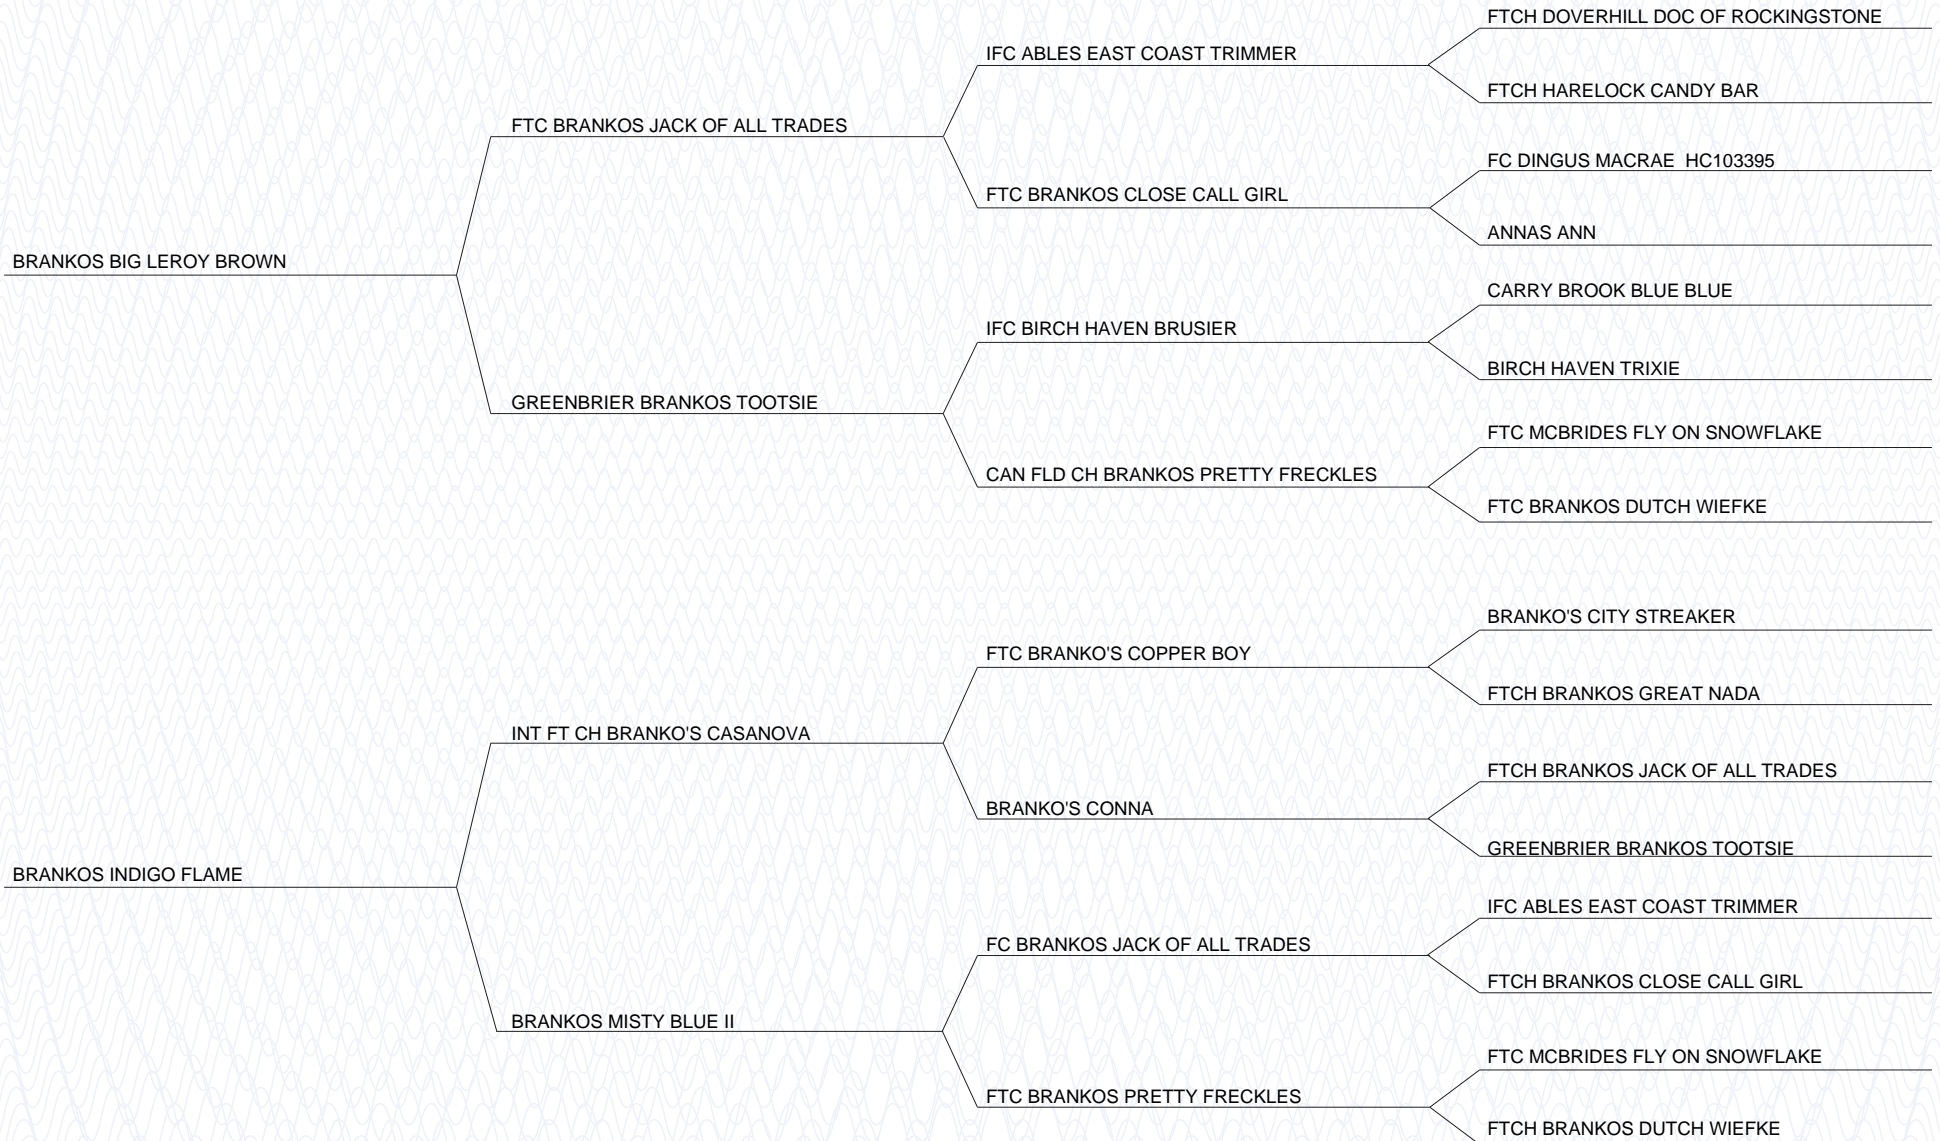 FTCH DOVERHILL DOC OF ROCKINGSTONE
IFC ABLES EAST COAST TRIMMER
FTCH HARELOCK CANDY BAR
FTC BRANKOS JACK OF ALL TRADES
FC DINGUS MACRAE  HC103395
FTC BRANKOS CLOSE CALL GIRL
ANNAS ANN
BRANKOS BIG LEROY BROWN
CARRY BROOK BLUE BLUE
IFC BIRCH HAVEN BRUSIER
BIRCH HAVEN TRIXIE
GREENBRIER BRANKOS TOOTSIE
FTC MCBRIDES FLY ON SNOWFLAKE
CAN FLD CH BRANKOS PRETTY FRECKLES
FTC BRANKOS DUTCH WIEFKE
BRANKO'S CITY STREAKER
FTC BRANKO'S COPPER BOY
FTCH BRANKOS GREAT NADA
INT FT CH BRANKO'S CASANOVA
FTCH BRANKOS JACK OF ALL TRADES
BRANKO'S CONNA
GREENBRIER BRANKOS TOOTSIE
BRANKOS INDIGO FLAME
IFC ABLES EAST COAST TRIMMER
FC BRANKOS JACK OF ALL TRADES
FTCH BRANKOS CLOSE CALL GIRL
BRANKOS MISTY BLUE II
FTC MCBRIDES FLY ON SNOWFLAKE
FTC BRANKOS PRETTY FRECKLES
FTCH BRANKOS DUTCH WIEFKE